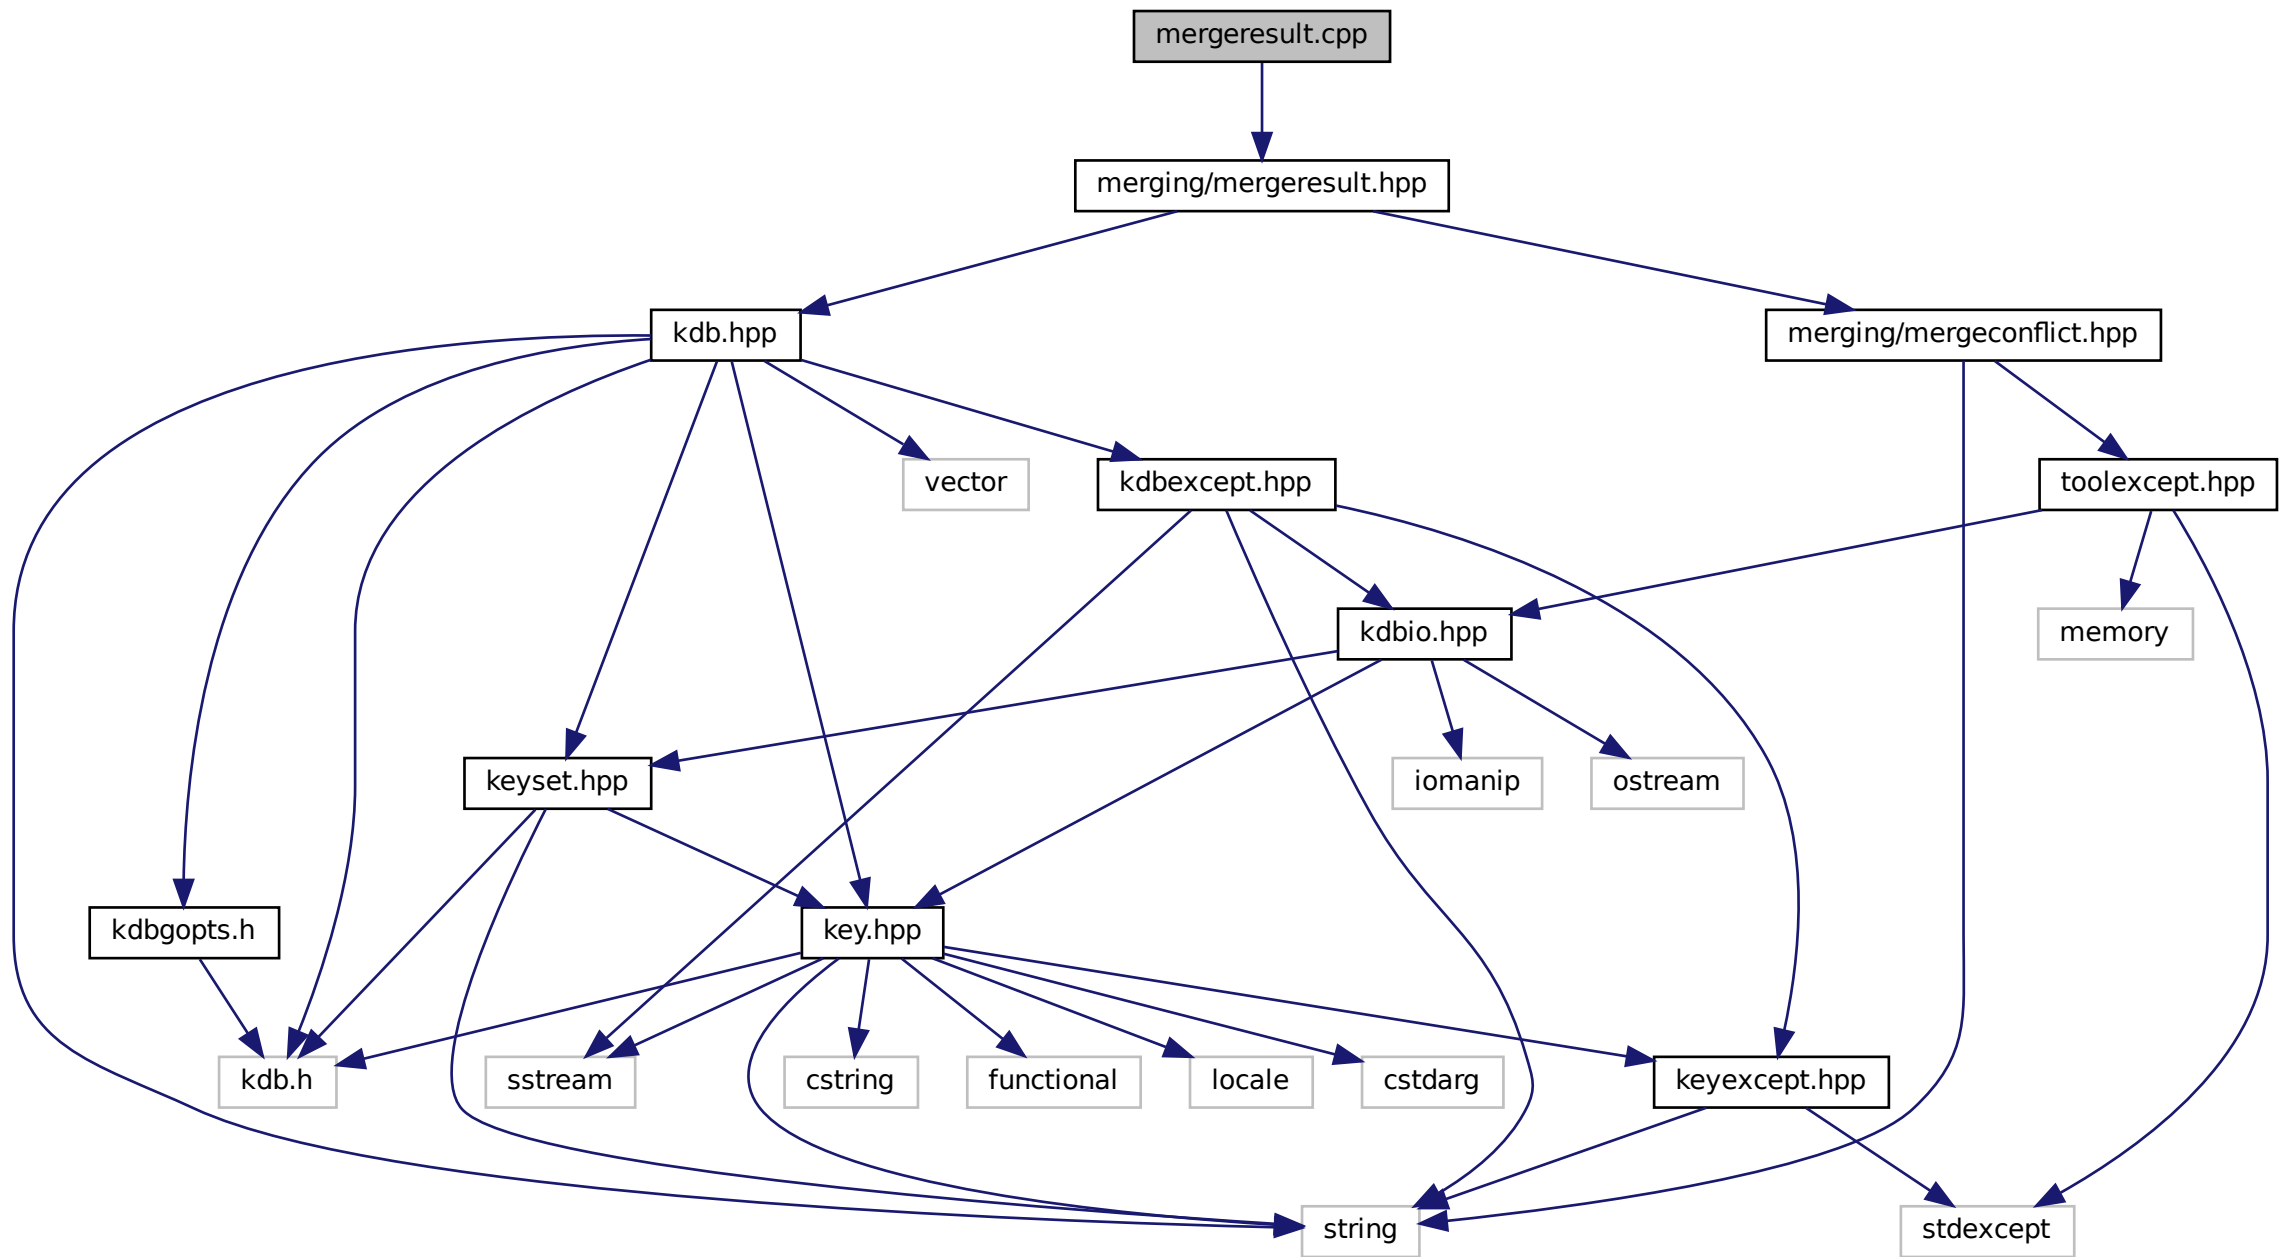 mergeresult.cpp
merging/mergeresult.hpp
kdb.hpp
merging/mergeconflict.hpp
vector
kdbexcept.hpp
toolexcept.hpp
kdbio.hpp
memory
keyset.hpp
iomanip
ostream
kdbgopts.h
key.hpp
kdb.h
sstream
cstring
functional
locale
cstdarg
keyexcept.hpp
string
stdexcept